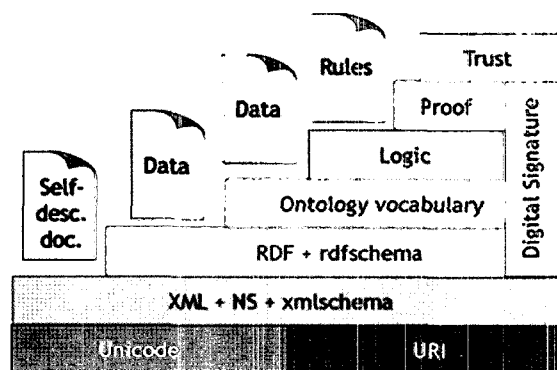 Rules
Trust
Data
Proof
Data
Logic
Digital Signature
Self-
desc.
doc.
Ontology vocabulary
RDF + rdfschema
XML + NS + xmlschema
Unicode
URI